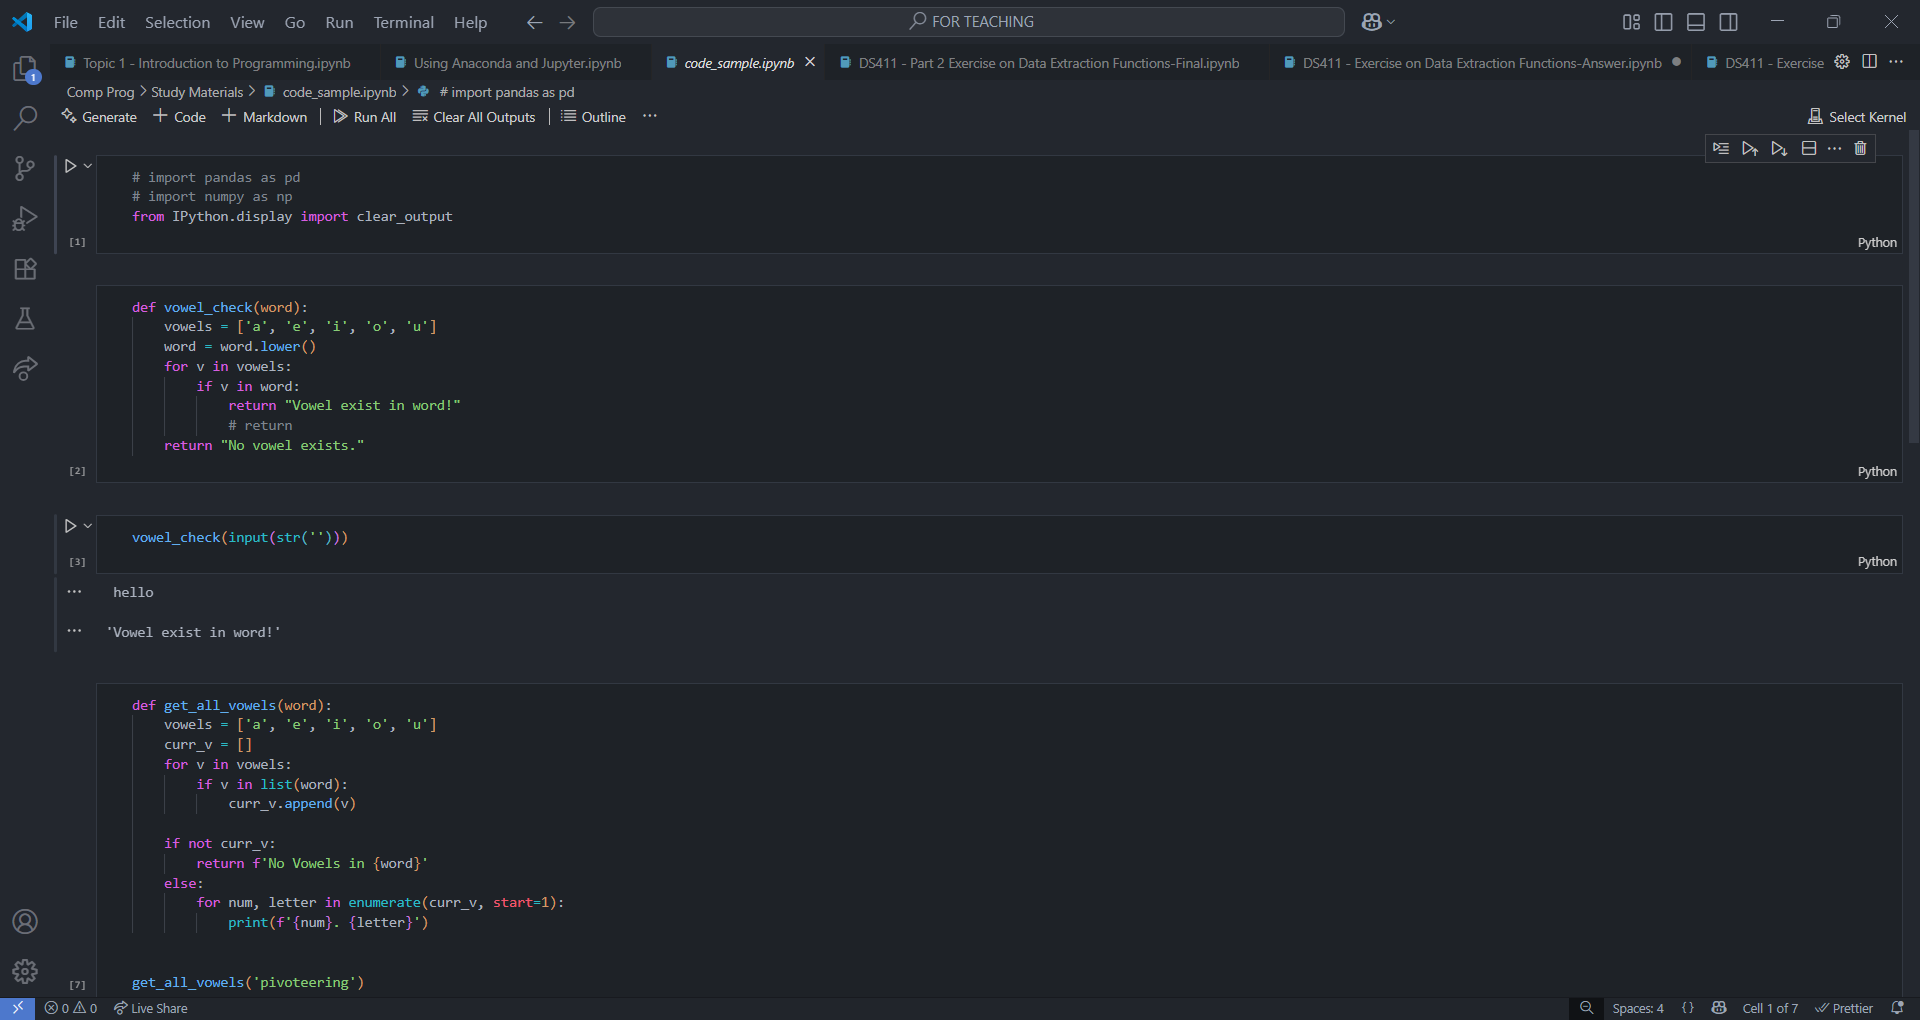 File Edit Selection View Go Run Terminal Help FOR TEACHING
Topic 1 - Introduction to Programming.ipynb Using Anaconda and Jupyter.ipynb code_sample.ipynb DS411 - Part 2 Exercise on Data Extraction Functions-Final.ipynb DS411 - Exercise on Data Extraction Functions-Answer.ipynb DS411 - Exercise
1
Comp Prog > Study Materials > code_sample.ipynb > # import pandas as pd
Generate + Code + Markdown Run All Clear All Outputs Outline ... Select Kernel
# import pandas as pd
# import numpy as np
from IPython.display import clear_output
[1] Python
def vowel_check(word):
    vowels = ['a', 'e', 'i', 'o', 'u']
    word = word.lower()
    for v in vowels:
        if v in word:
            return "Vowel exist in word!"
            # return
    return "No vowel exists."
[2] Python
vowel_check(input(str('')))
[3] Python
... hello
... 'Vowel exist in word!'
def get_all_vowels(word):
    vowels = ['a', 'e', 'i', 'o', 'u']
    curr_v = []
    for v in vowels:
        if v in list(word):
            curr_v.append(v)
    if not curr_v:
        return f'No Vowels in {word}'
    else:
        for num, letter in enumerate(curr_v, start=1):
            print(f'{num}. {letter}')
get_all_vowels('pivoteering')
[7]
0 0 Live Share Spaces: 4 {} Cell 1 of 7 Prettier